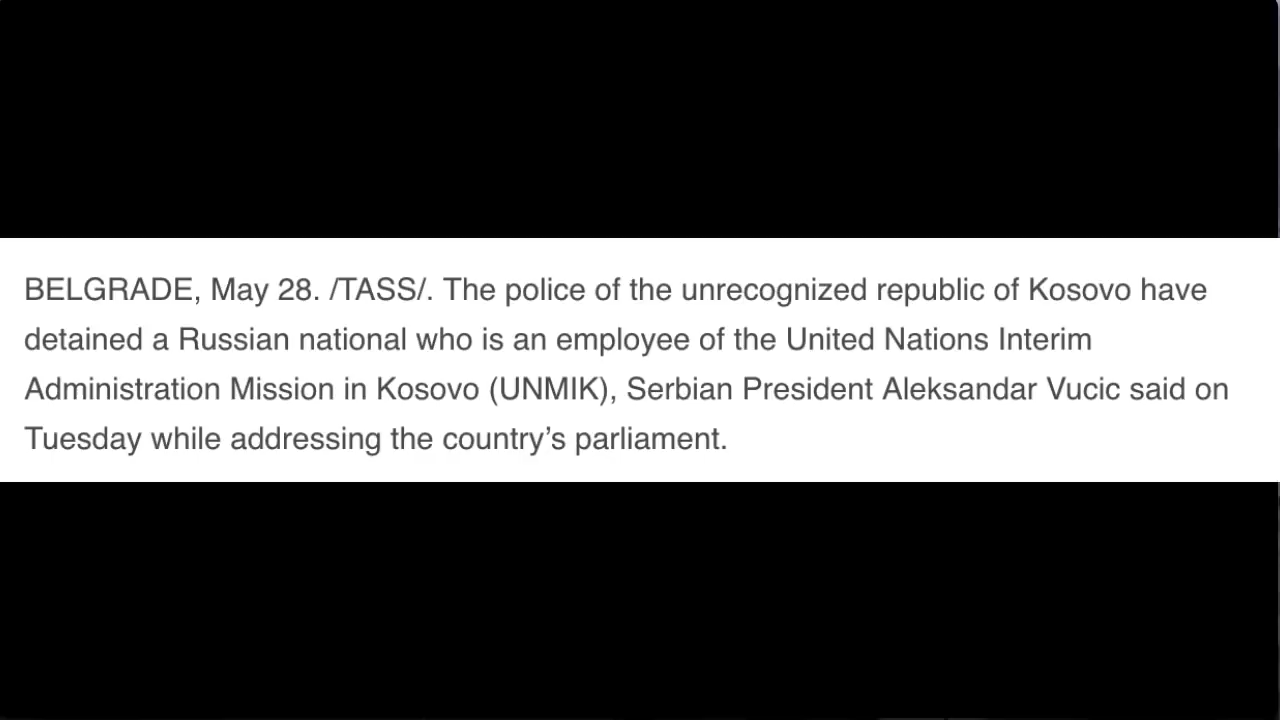 BELGRADE, May 28. /TASS/. The police of the unrecognized republic of Kosovo have
detained a Russian national who is an employee of the United Nations Interim
Administration Mission in Kosovo (UNMIK), Serbian President Aleksandar Vucic said on
Tuesday while addressing the country’s parliament.